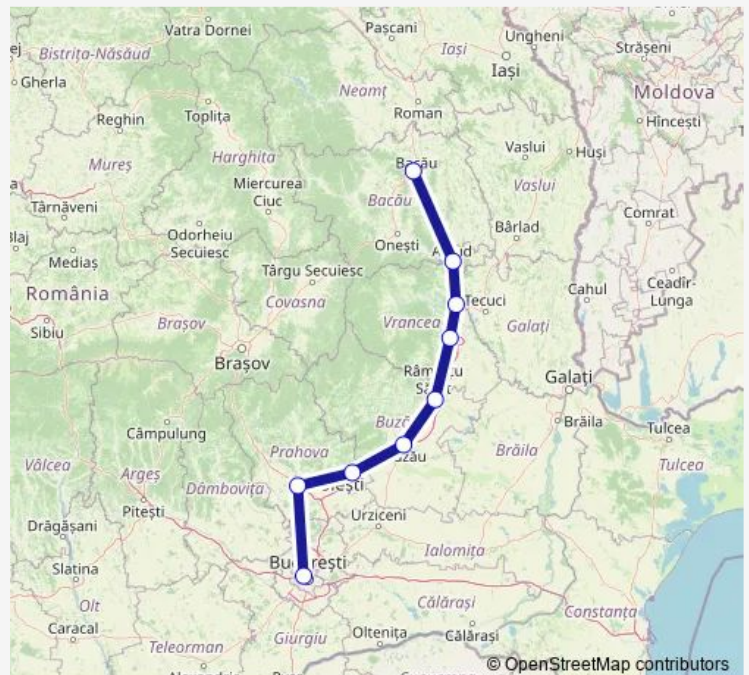 Vatra Dornei
Pașcani
Ungheni
Iași
Strășeni
Bistrița-Năsăud
Iași
Moldova
Gherla
Neamț
Roman
Hîncești
Reghin
Toplița
Harghita
Vaslui
Huși
Mureș
Miercurea
Ciuc
Bacău
Vaslui
Târnăveni
Comrat
Odorheiu
Secuiesc
Onești
Bârlad
Mediaș
Târgu Secuiesc
Cahul
Ceadîr-
Lunga
România
Covasna
Tecuci
Sibiu
Brașov
Vrancea
Galați
Brașov
Galați
Câmpulung
Brăila
Tulcea
Prahova
Brăila
Vâlcea
Argeș
Dâmbovița
Tulcea
Pitești
Urziceni
Drăgășani
Ialomița
Slatina
Olt
Călărași
Constanța
Caracal
Teleorman
Giurgiu
Oltenița
Călărași
© OpenStreetMap contributors